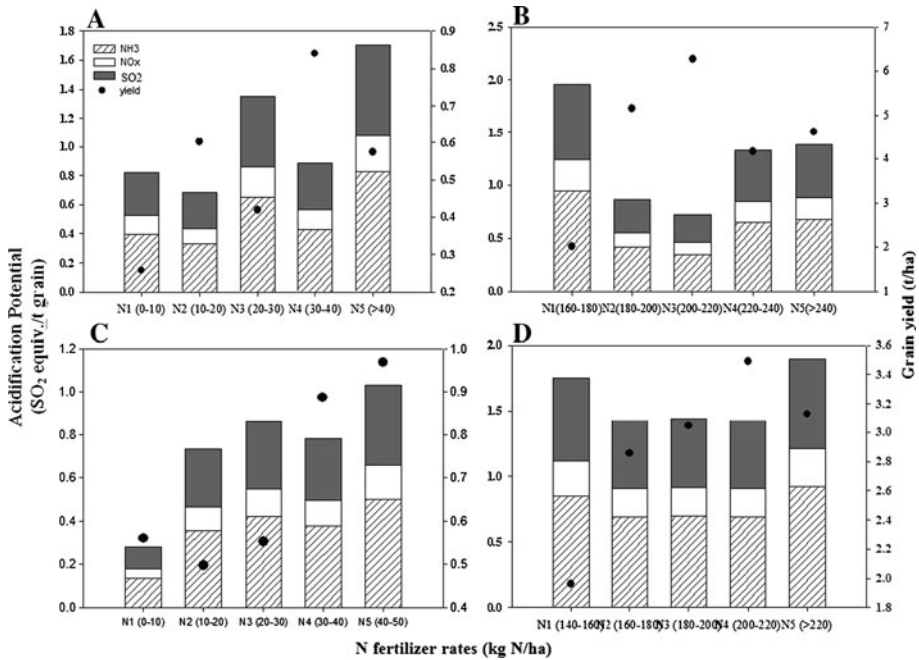 A
1.8
1.6
1.4
1.2
1.0
0.8
0.6
0.4
0.2
0.0
NH3
NOx
SO2
yield
0.9
0.8
0.7
0.6
0.5
0.4
0.3
0.2
N1 (0-10)
N2 (10-20)
N3 (20-30)
N4 (30-40)
N5 (>40)
B
2.5
2.0
1.5
1.0
0.5
0.0
7
6
5
4
3
2
1
N1(160-180)
N2(180-200)
N3(200-220)
N4(220-240)
N5(>240)
C
1.2
1.0
0.8
0.6
0.4
0.2
0.0
1.0
0.9
0.8
0.7
0.6
0.5
0.4
N1 (0-10)
N2 (10-20)
N3 (20-30)
N4 (30-40)
N5 (40-50)
D
2.0
1.5
1.0
0.5
0.0
3.6
3.4
3.2
3.0
2.8
2.6
2.4
2.2
2.0
1.8
N1 (140-160)
N2 (160-180)
N3 (180-200)
N4 (200-220)
N5 (>220)
Acidification Potential
(SO2 equiv./t grain)
Grain yield (t/ha)
N fertilizer rates (kg N/ha)